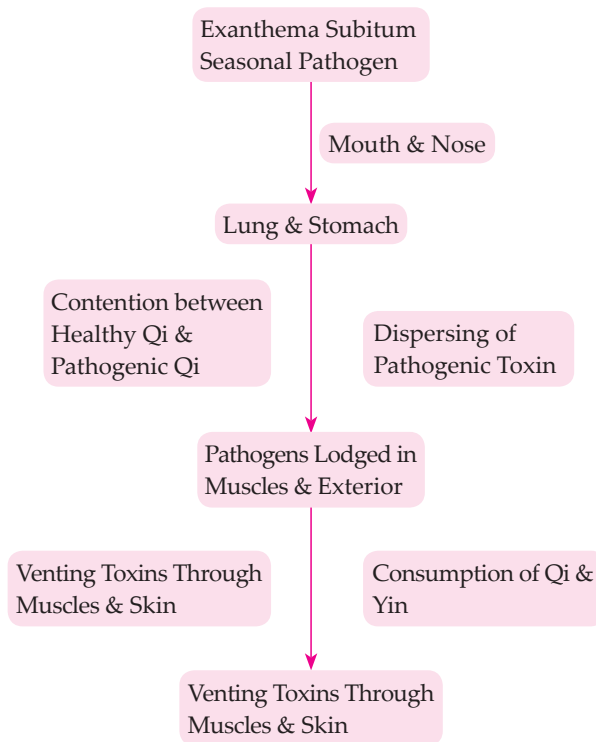 Exanthema Subitum
Seasonal Pathogen
Mouth & Nose
Lung & Stomach
Contention between
Healthy Qi &
Pathogenic Qi
Dispersing of
Pathogenic Toxin
Pathogens Lodged in
Muscles & Exterior
Venting Toxins Through
Muscles & Skin
Consumption of Qi &
Yin
Venting Toxins Through
Muscles & Skin